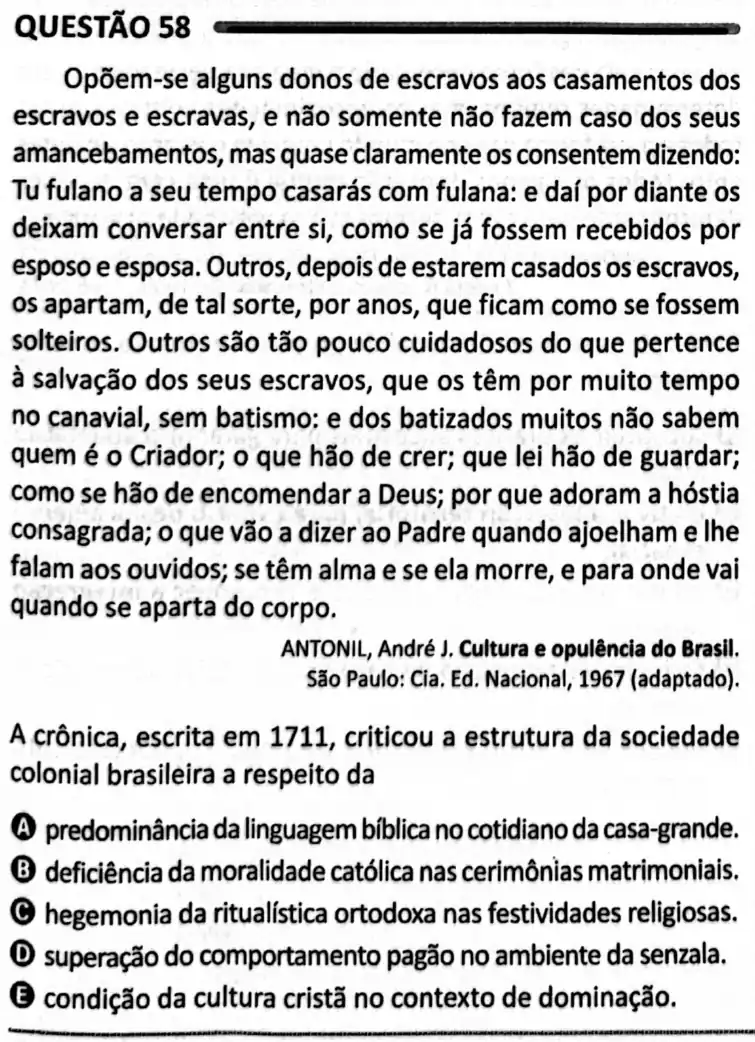 QUESTÃO 58
Opõem-se alguns donos de escravos aos casamentos dos
escravos e escravas, e não somente não fazem caso dos seus
amancebamentos, mas quase claramente os consentem dizendo:
Tu fulano a seu tempo casarás com fulana: e daí por diante os
deixam conversar entre si, como se já fossem recebidos por
esposo e esposa. Outros, depois de estarem casados os escravos,
os apartam, de tal sorte, por anos, que ficam como se fossem
solteiros. Outros são tão pouco cuidadosos do que pertence
à salvação dos seus escravos, que os têm por muito tempo
no canavial, sem batismo: e dos batizados muitos não sabem
quem é o Criador; o que hão de crer; que lei hão de guardar;
como se hão de encomendar a Deus; por que adoram a hóstia
consagrada; o que vão a dizer ao Padre quando ajoelham e lhe
falam aos ouvidos; se têm alma e se ela morre, e para onde vai
quando se aparta do corpo.
ANTONIL, André J. Cultura e opulência do Brasil.
São Paulo: Cia. Ed. Nacional, 1967 (adaptado).
A crônica, escrita em 1711, criticou a estrutura da sociedade
colonial brasileira a respeito da
A predominância da linguagem bíblica no cotidiano da casa-grande.
B deficiência da moralidade católica nas cerimônias matrimoniais.
C hegemonia da ritualística ortodoxa nas festividades religiosas.
D superação do comportamento pagão no ambiente da senzala.
E condição da cultura cristã no contexto de dominação.